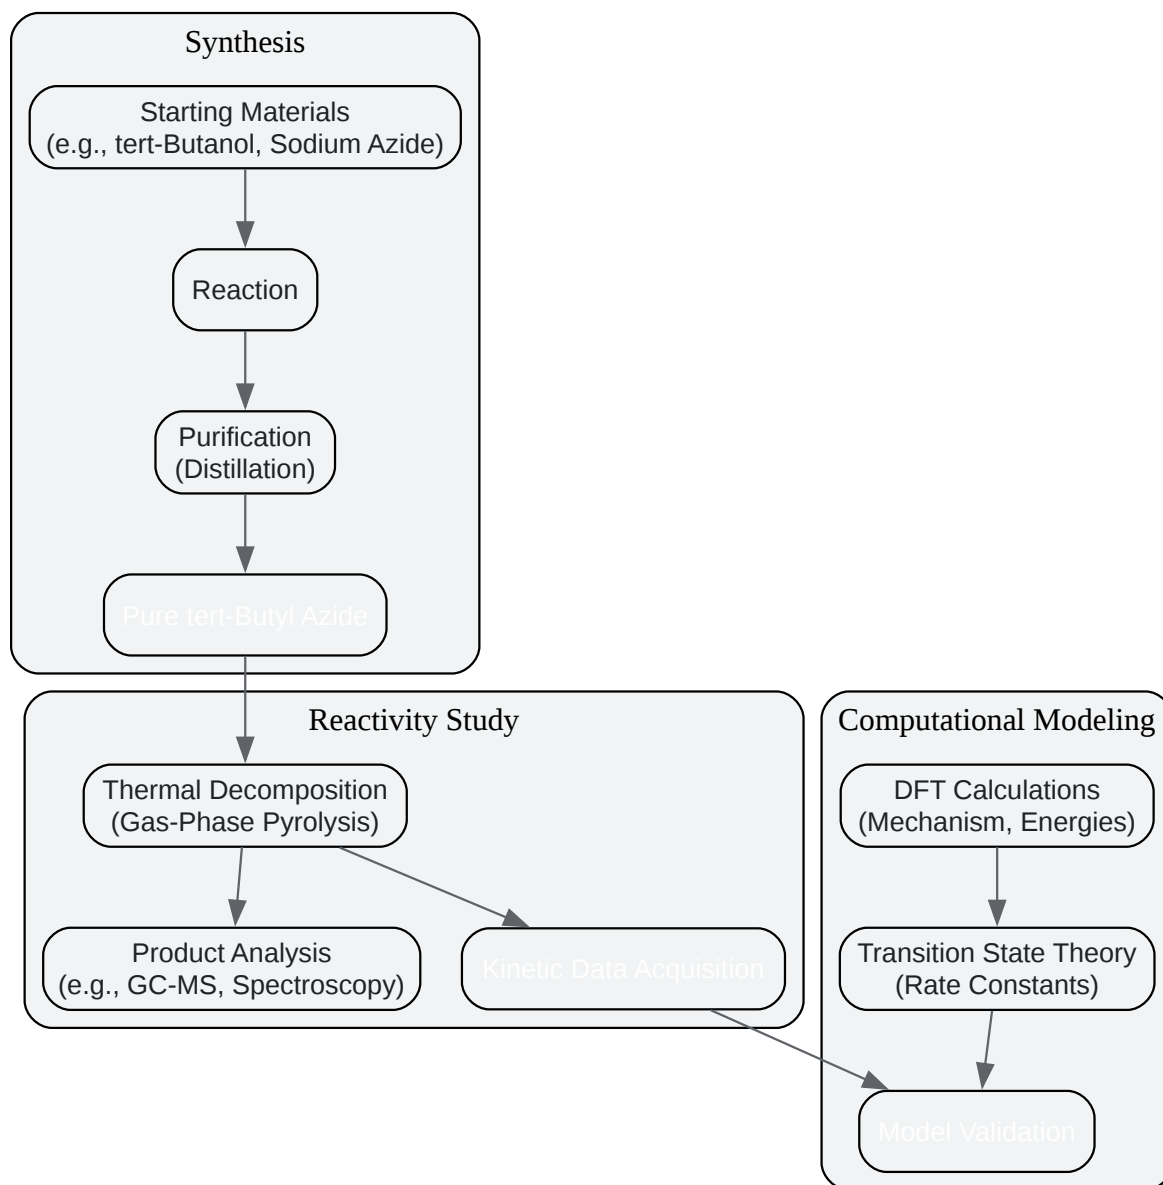 Synthesis
Starting Materials
(e.g., tert-Butanol, Sodium Azide)
Reaction
Purification
(Distillation)
Pure tert-Butyl Azide
Reactivity Study
Thermal Decomposition
(Gas-Phase Pyrolysis)
Product Analysis
(e.g., GC-MS, Spectroscopy)
Kinetic Data Acquisition
Computational Modeling
DFT Calculations
(Mechanism, Energies)
Transition State Theory
(Rate Constants)
Model Validation